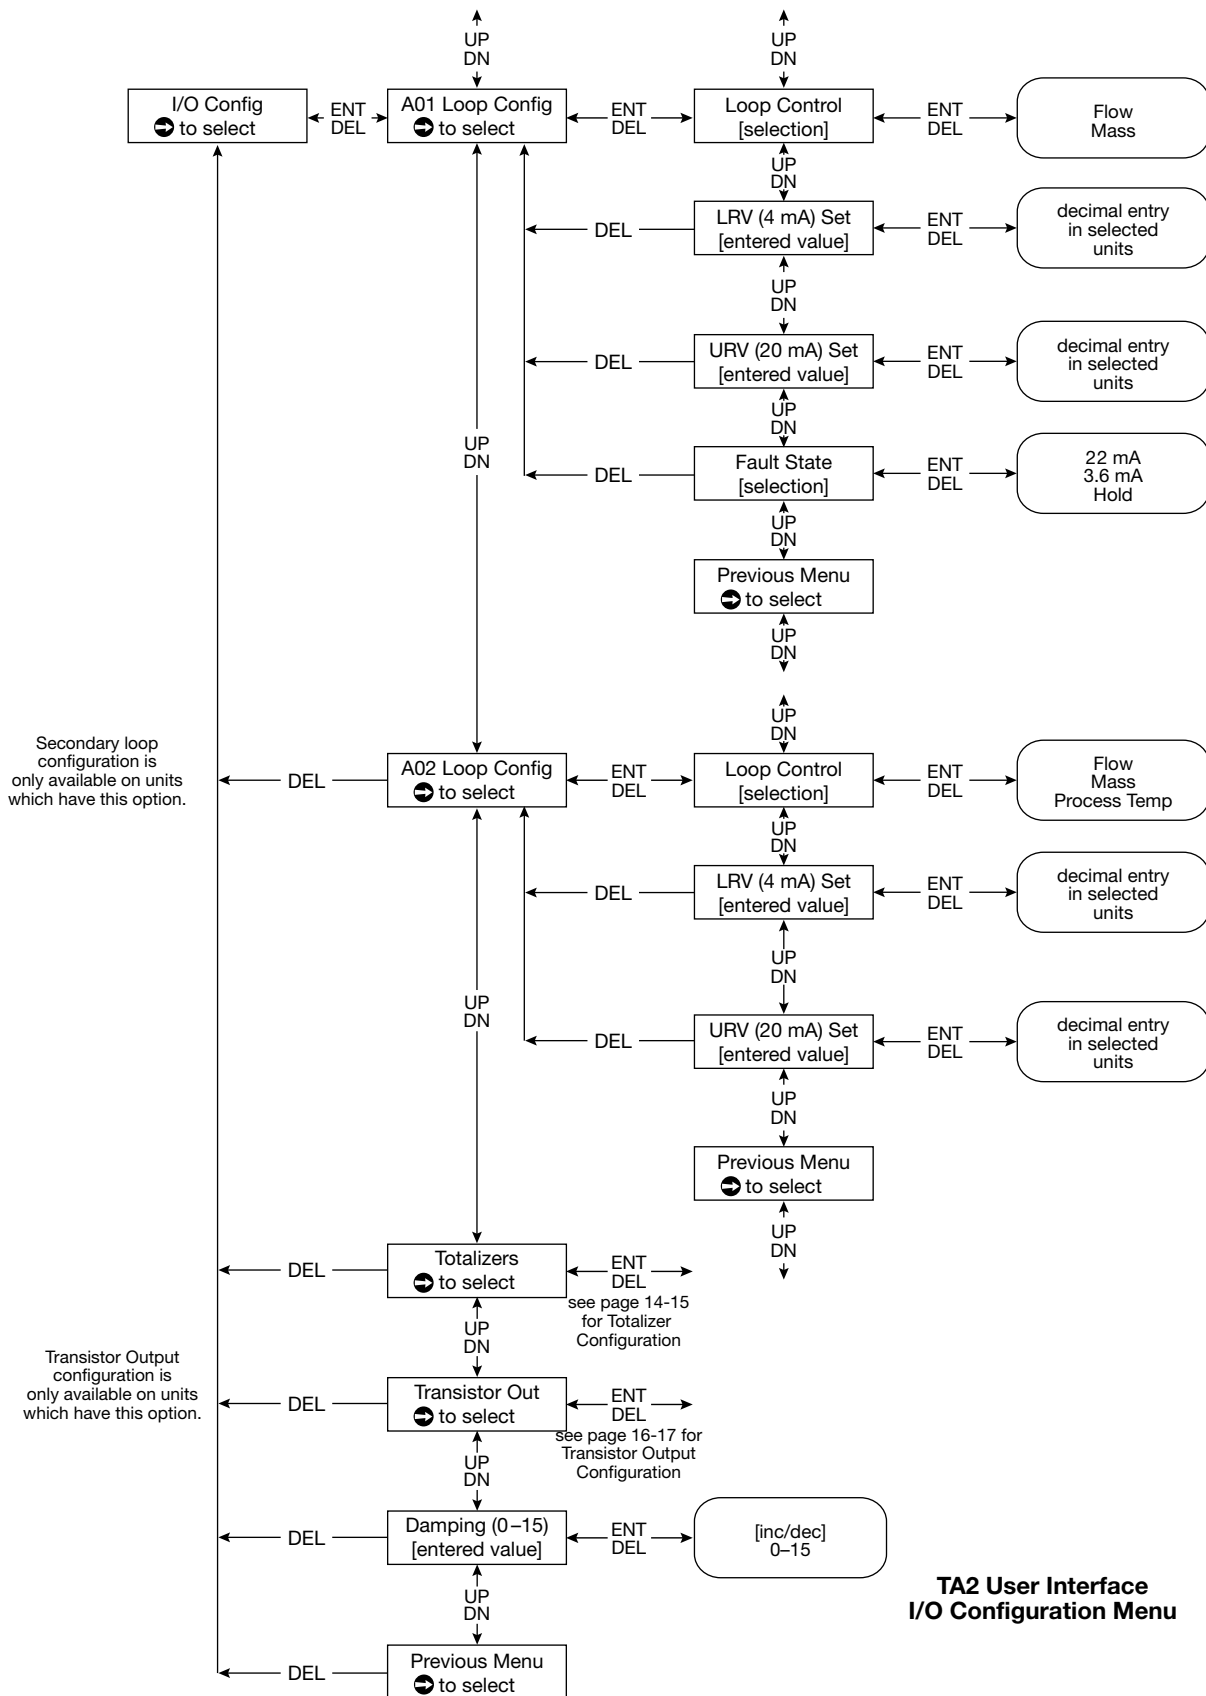 UP
DN
UP
DN
I/O Config
to select
ENT
DEL
A01 Loop Config
to select
ENT
DEL
Loop Control
[selection]
ENT
DEL
Flow
Mass
UP
DN
DEL
LRV (4 mA) Set
[entered value]
ENT
DEL
decimal entry
in selected
units
UP
DN
DEL
URV (20 mA) Set
[entered value]
ENT
DEL
decimal entry
in selected
units
UP
DN
UP
DN
DEL
Fault State
[selection]
ENT
DEL
22 mA
3.6 mA
Hold
UP
DN
Previous Menu
to select
UP
DN
UP
DN
Secondary loop
configuration is
only available on units
which have this option.
DEL
A02 Loop Config
to select
ENT
DEL
Loop Control
[selection]
ENT
DEL
Flow
Mass
Process Temp
UP
DN
DEL
LRV (4 mA) Set
[entered value]
ENT
DEL
decimal entry
in selected
units
UP
DN
UP
DN
DEL
URV (20 mA) Set
[entered value]
ENT
DEL
decimal entry
in selected
units
UP
DN
Previous Menu
to select
UP
DN
DEL
Totalizers
to select
ENT
DEL
see page 14-15
for Totalizer
Configuration
UP
DN
Transistor Output
configuration is
only available on units
which have this option.
DEL
Transistor Out
to select
ENT
DEL
see page 16-17 for
Transistor Output
Configuration
UP
DN
DEL
Damping (0–15)
[entered value]
ENT
DEL
[inc/dec]
0–15
UP
DN
TA2 User Interface
I/O Configuration Menu
DEL
Previous Menu
to select